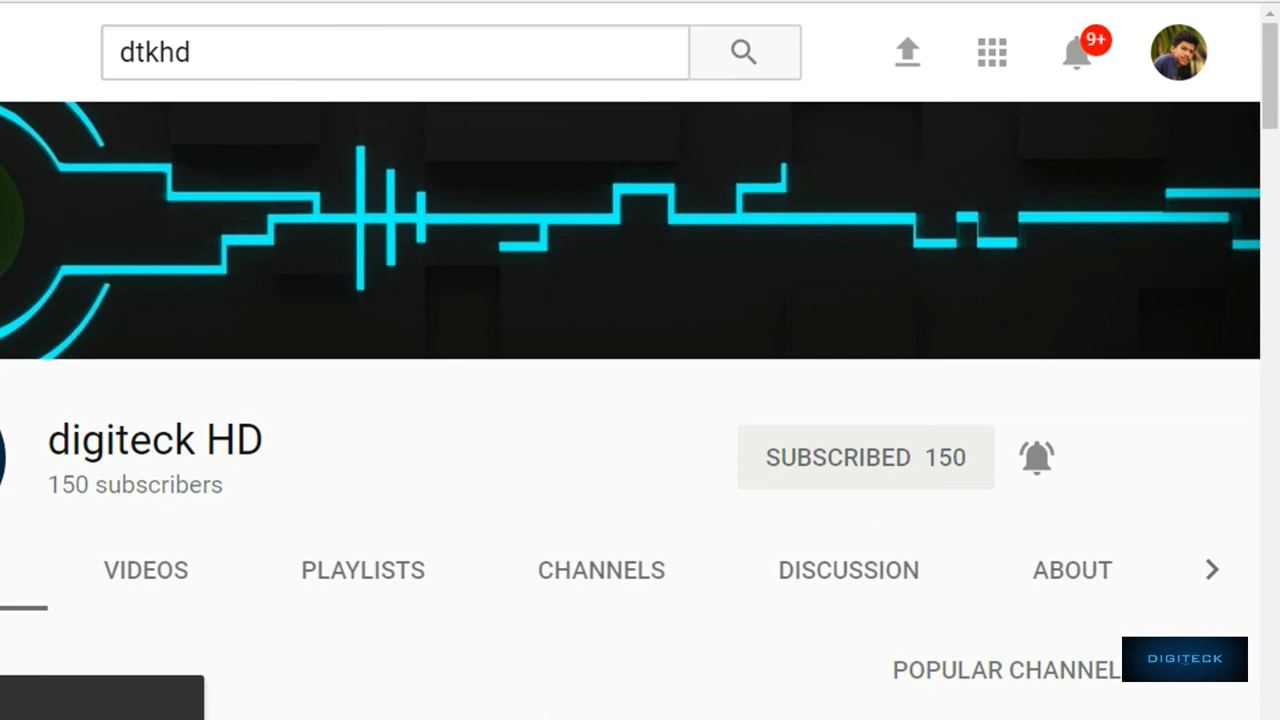 dtkhd
9+
digiteck HD
150 subscribers
SUBSCRIBED 150
VIDEOS PLAYLISTS CHANNELS DISCUSSION ABOUT
POPULAR CHANNEL
DIGITECK